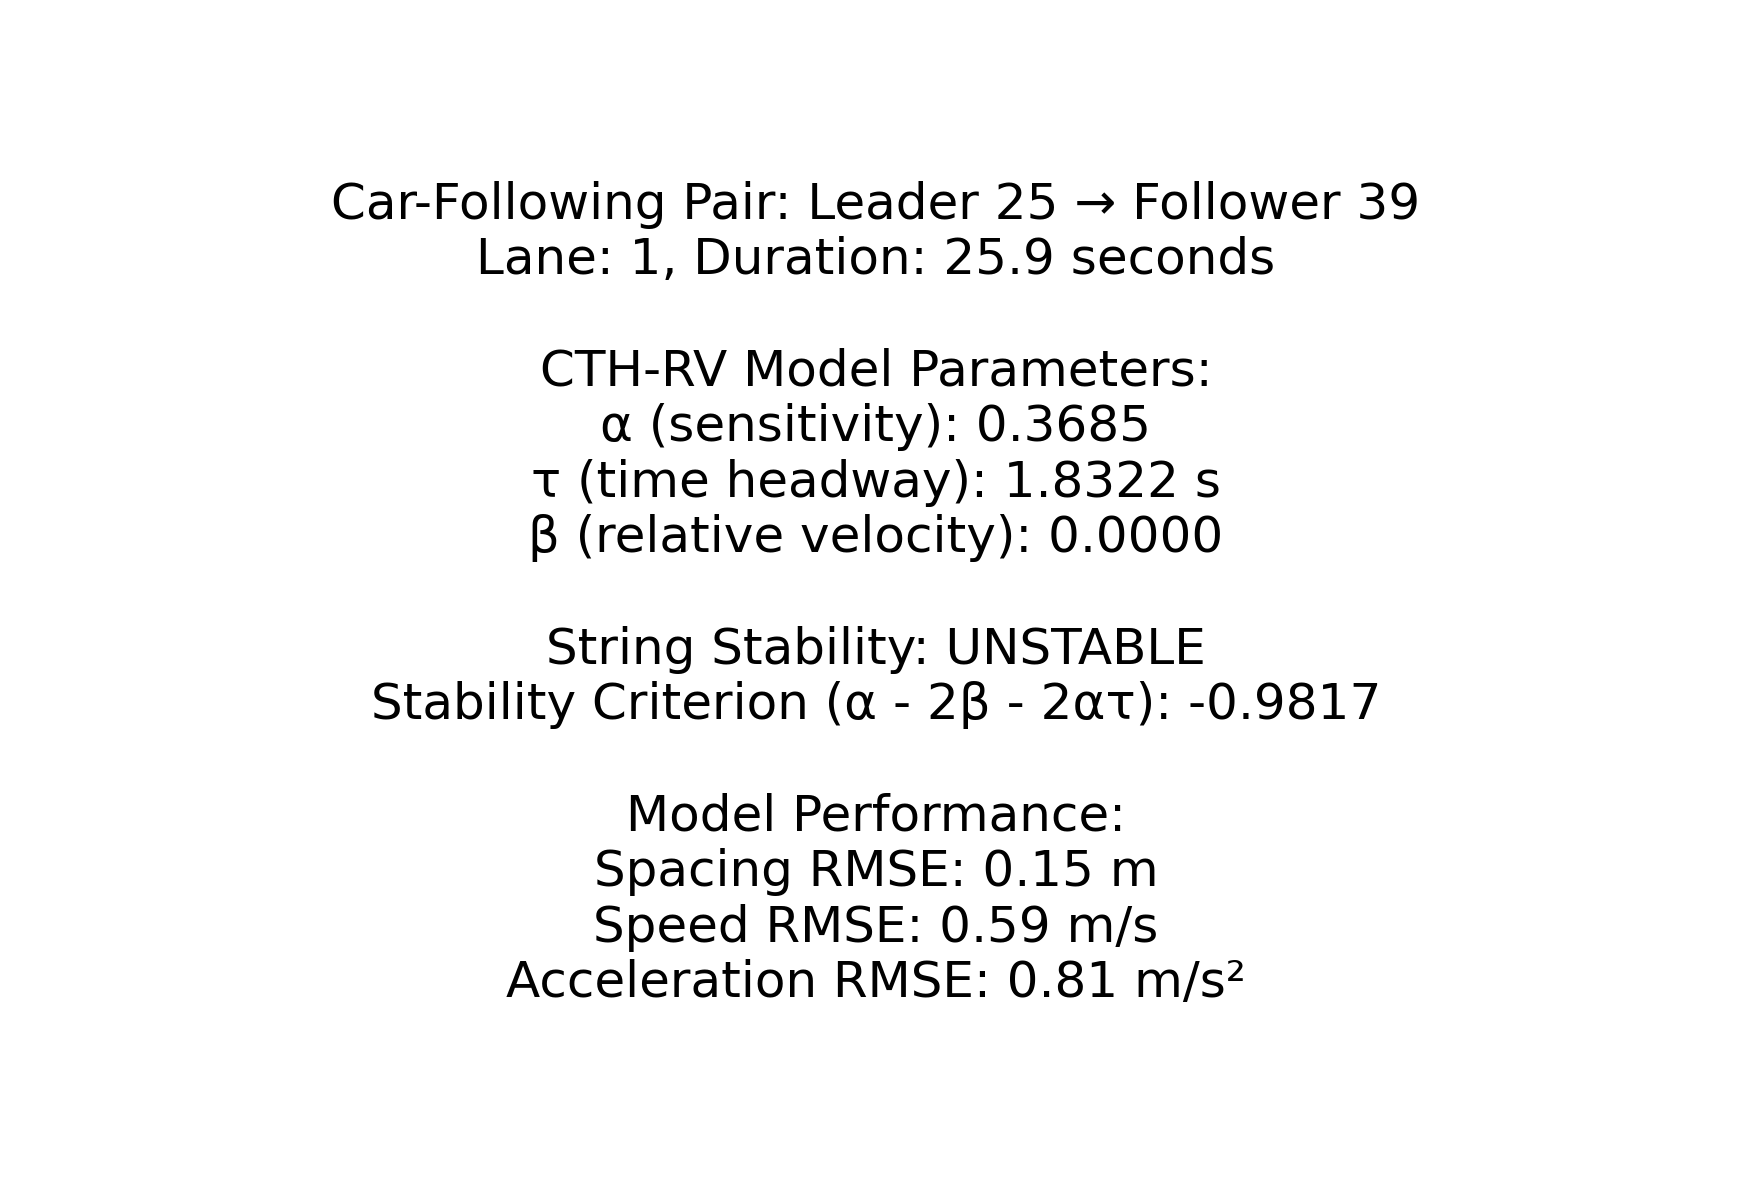 Car-Following Pair: Leader 25 → Follower 39
Lane: 1, Duration: 25.9 seconds
CTH-RV Model Parameters:
α (sensitivity): 0.3685
τ (time headway): 1.8322 s
β (relative velocity): 0.0000
String Stability: UNSTABLE
Stability Criterion (α - 2β - 2ατ): -0.9817
Model Performance:
Spacing RMSE: 0.15 m
Speed RMSE: 0.59 m/s
Acceleration RMSE: 0.81 m/s²